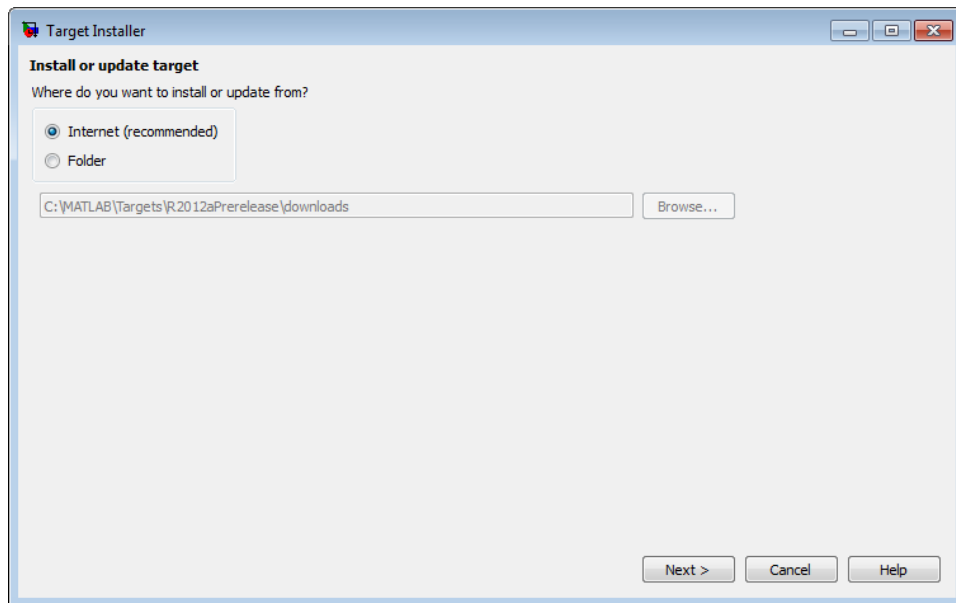 Target Installer
Install or update target
Where do you want to install or update from?
Internet (recommended)
Folder
C:\MATLAB\Targets\R2012aPrerelease\downloads Browse...
Next > Cancel Help